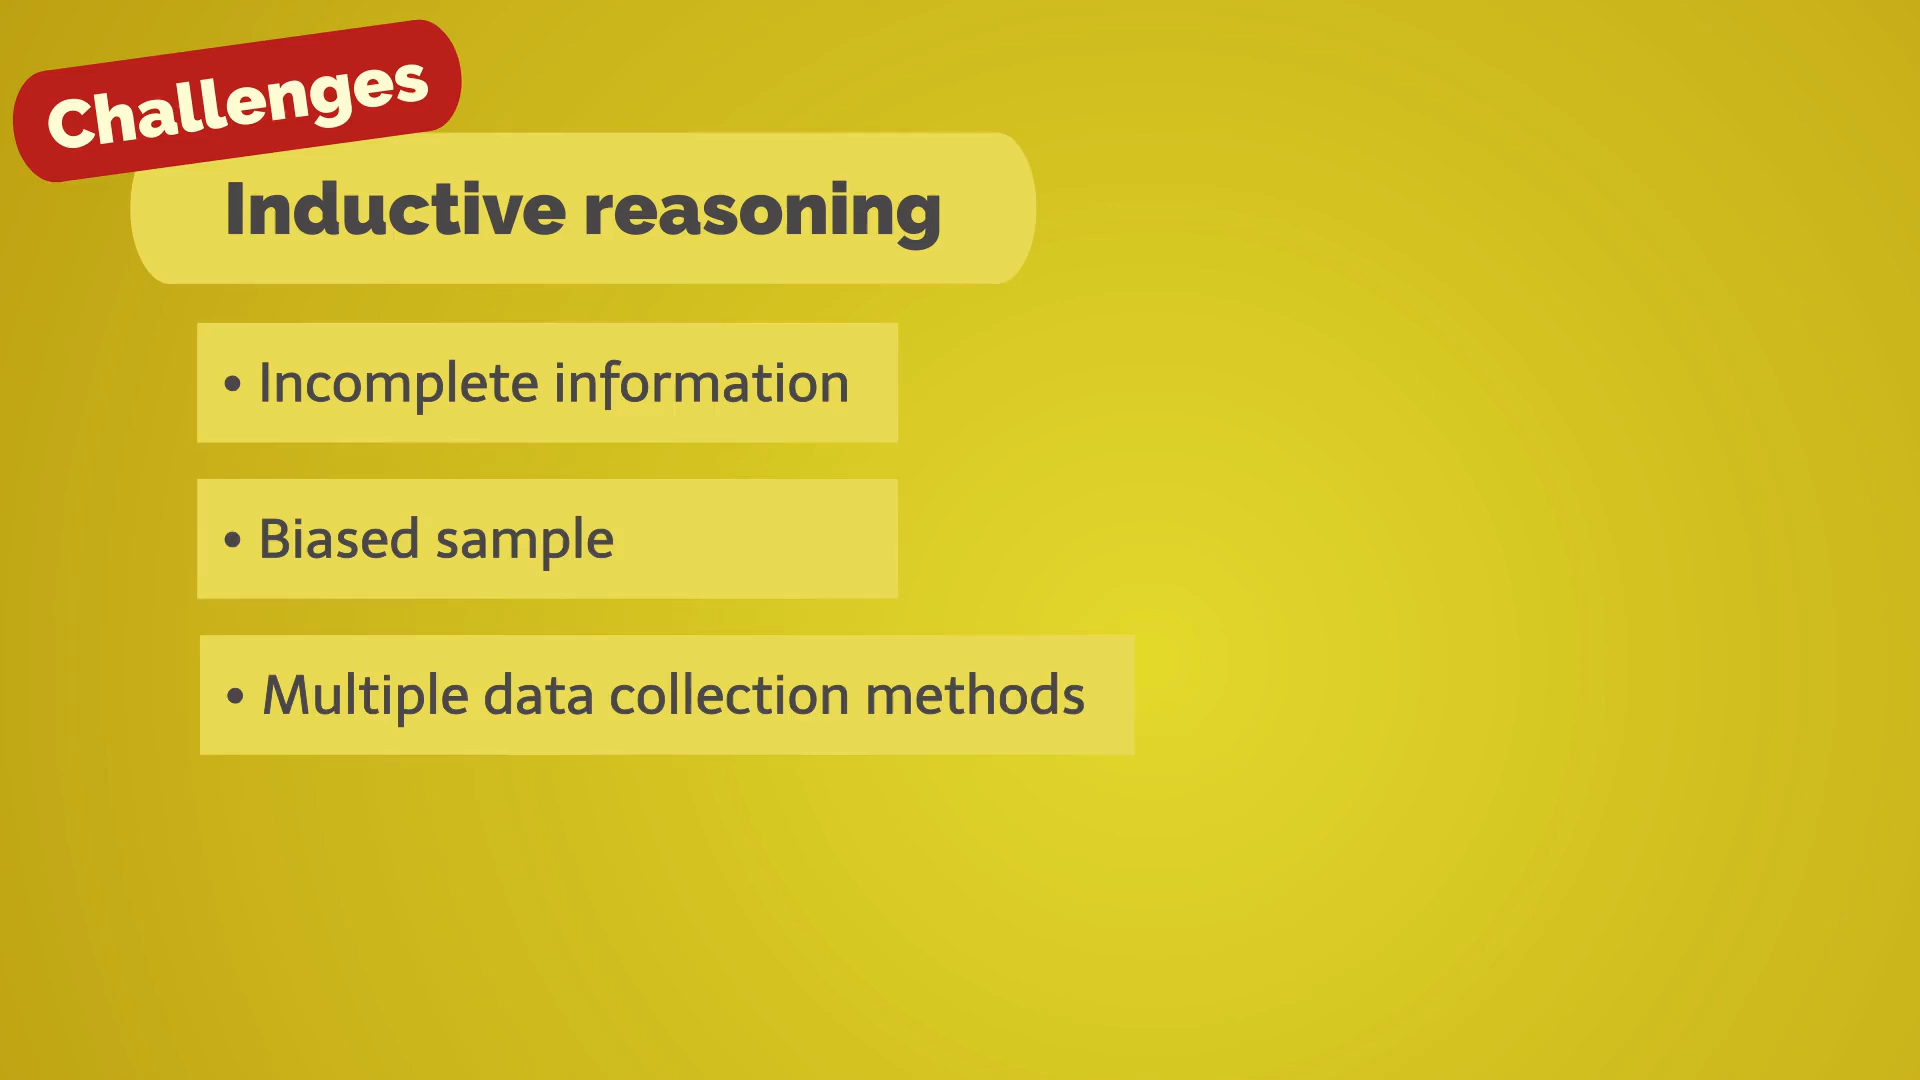 Challenges
Inductive reasoning
• Incomplete information
• Biased sample
• Multiple data collection methods